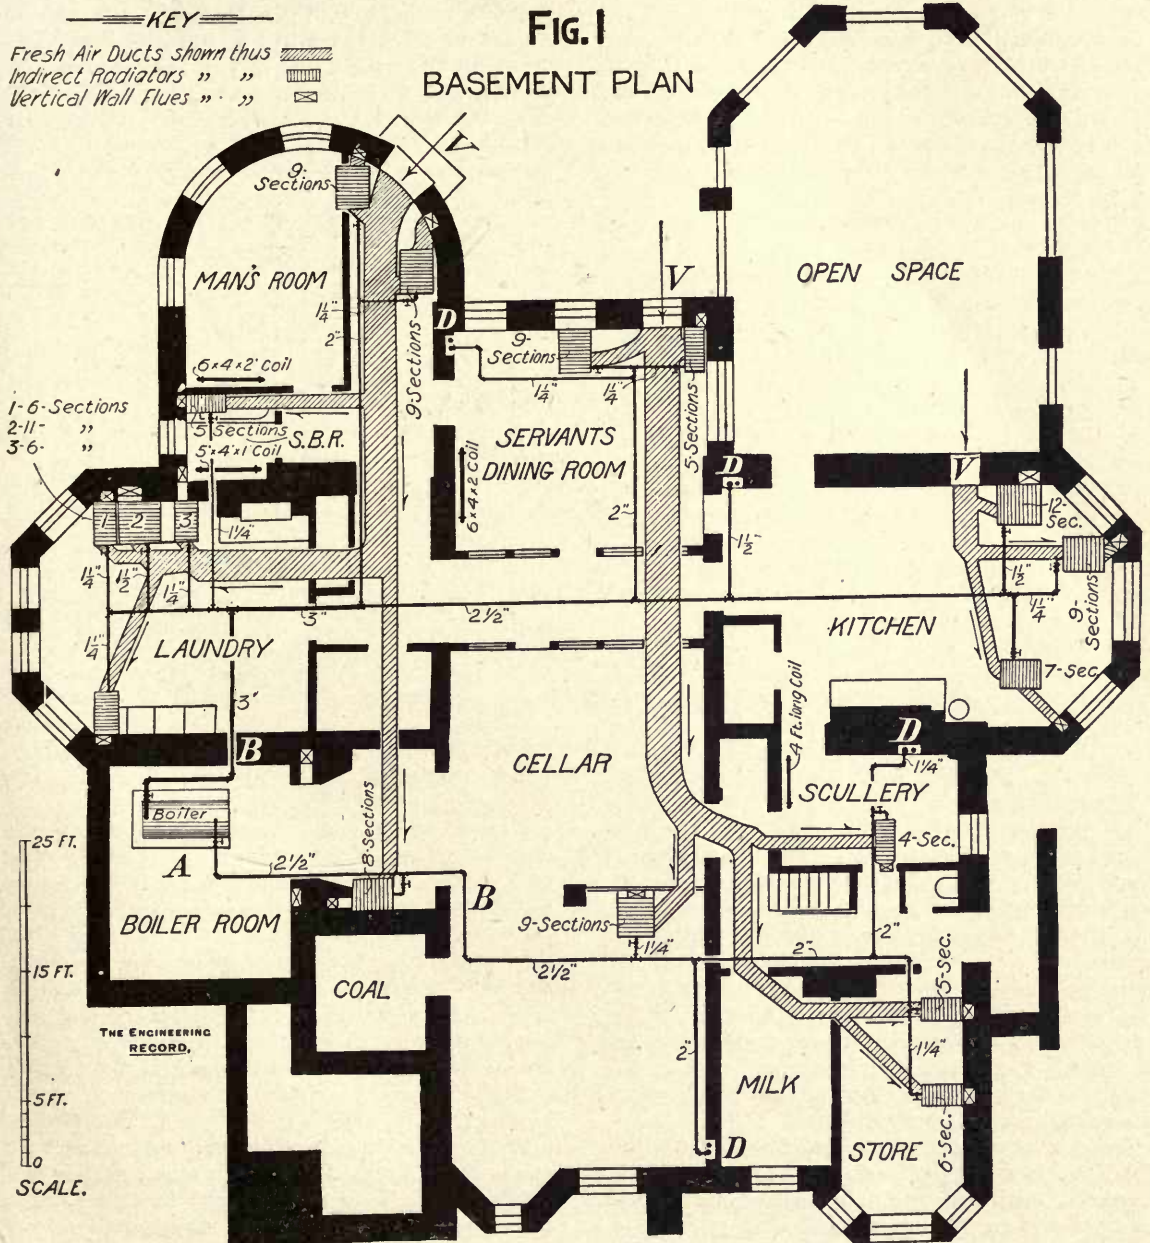 KEY
Fresh Air Ducts shown thus
Indirect Radiators " "
Vertical Wall Flues " "
FIG. 1
BASEMENT PLAN
V
9-
Sections
MAN'S ROOM
1¼"
2"
9-Sections
6×4×2' Coil
1-6-Sections
2-11- "
3-6- "
5 Sections
S.B.R.
5'×4'×1' Coil
1 2 3
1¼"
1¼"
1½"
1¼"
1¼"
3"
LAUNDRY
3"
D
V
9-
Sections
1¼"
1¼"
5-Sections
SERVANTS
DINING ROOM
6×4×2 Coil
2"
2½"
OPEN SPACE
D
1½"
V
12-
Sec.
1½"
1¼"
9-
Sections
KITCHEN
7-Sec.
4 Ft. long Coil
D
1¼"
SCULLERY
4-Sec.
B
Boiler
A
2½"
8-Sections
BOILER ROOM
CELLAR
B
9-Sections
1¼"
2½"
2"
2"
5-Sec.
1¼"
COAL
2"
MILK
D
STORE
6-Sec.
THE ENGINEERING
RECORD.
25 FT.
15 FT.
5 FT.
0
SCALE.